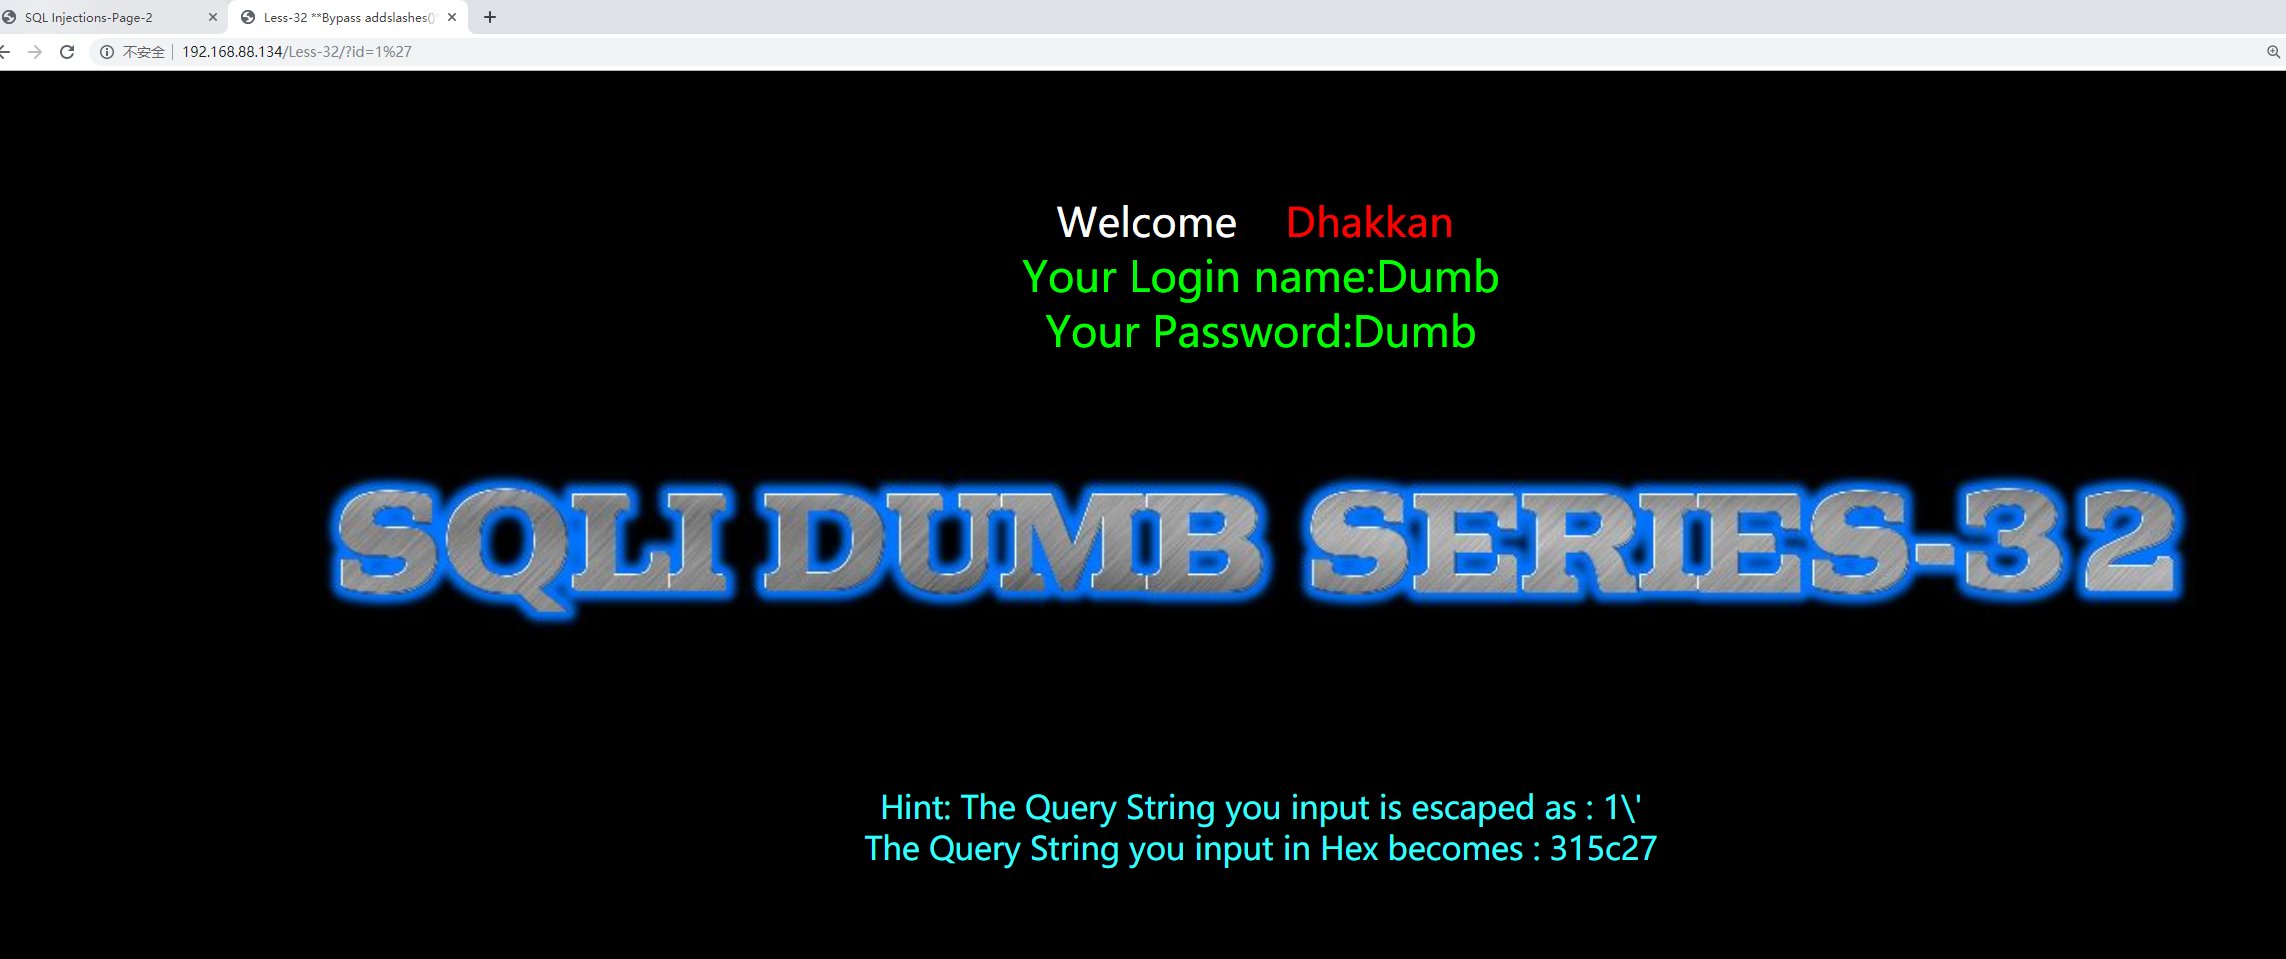 SQL Injections-Page-2
Less-32 **Bypass addslashes()
不安全 | 192.168.88.134/Less-32/?id=1%27
Welcome Dhakkan
Your Login name:Dumb
Your Password:Dumb
SQLI DUMB SERIES-32
Hint: The Query String you input is escaped as : 1\'
The Query String you input in Hex becomes : 315c27